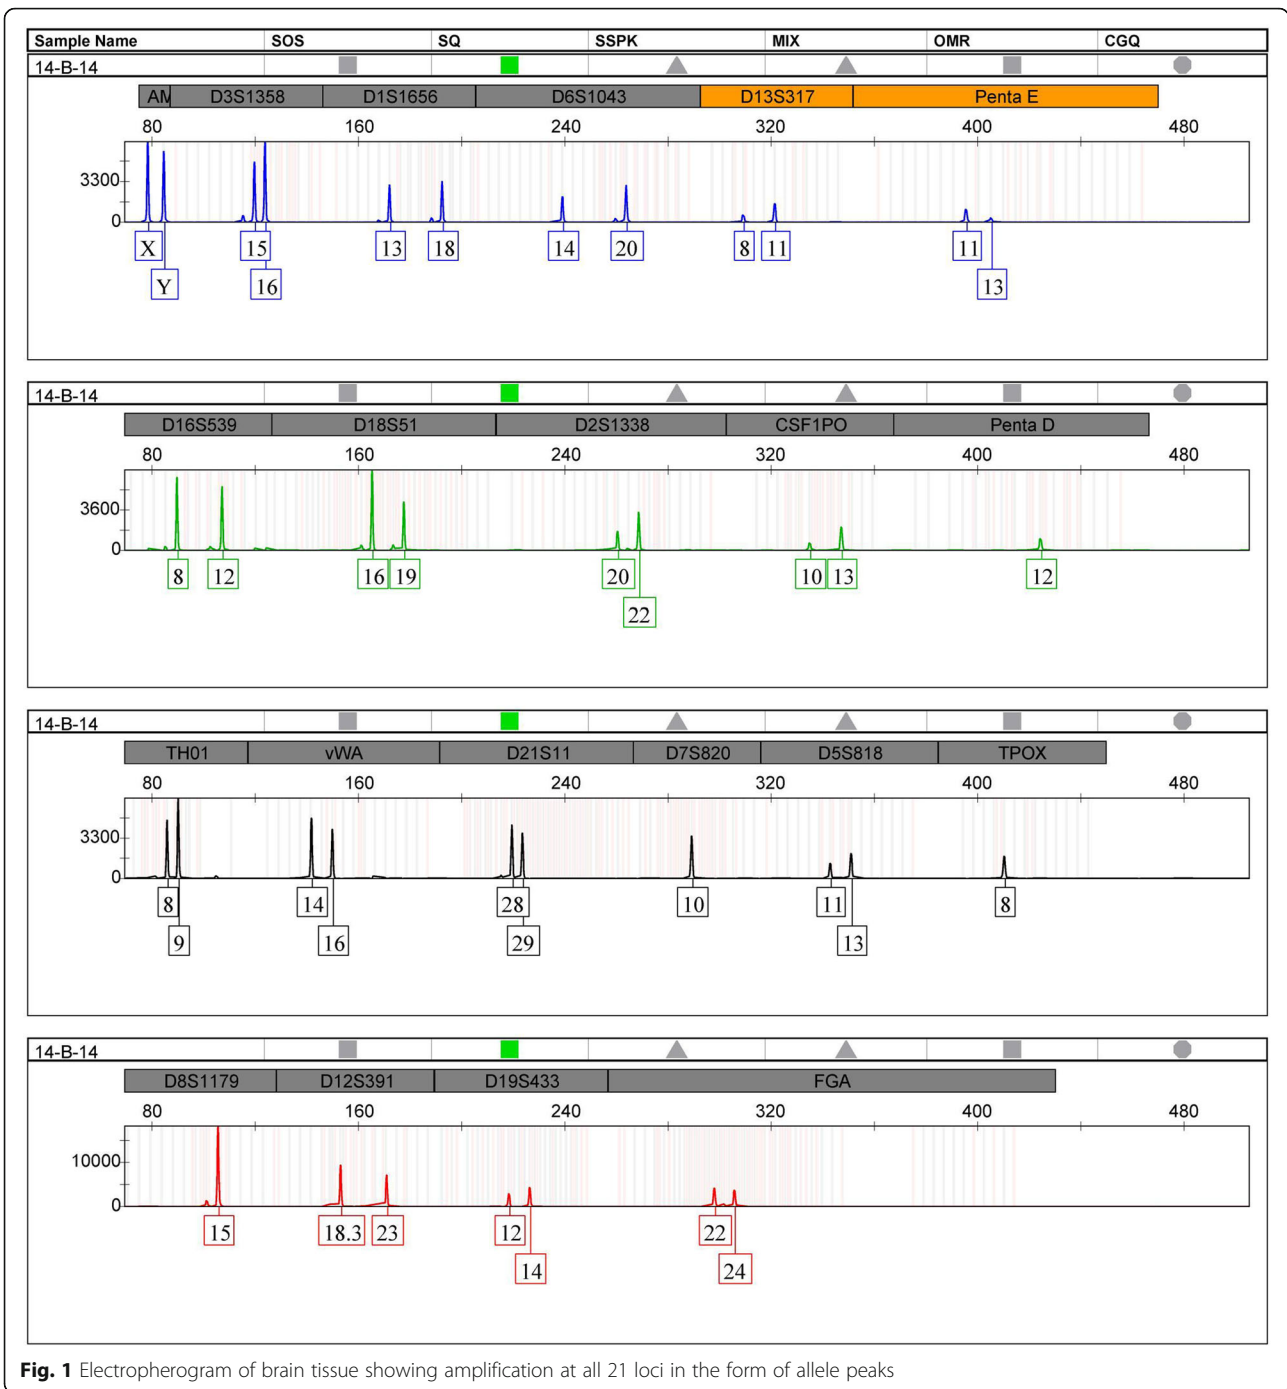 Sample Name SOS SQ SSPK MIX OMR CGQ
14-B-14
AM D3S1358 D1S1656 D6S1043 D13S317 Penta E
80 160 240 320 400 480
3300
0
X 15 13 18 14 20 8 11 11
Y 16 13
14-B-14
D16S539 D18S51 D2S1338 CSF1PO Penta D
80 160 240 320 400 480
3600
0
8 12 16 19 20 10 13 12
22
14-B-14
TH01 vWA D21S11 D7S820 D5S818 TPOX
80 160 240 320 400 480
3300
0
8 14 28 10 11 8
9 16 29 13
14-B-14
D8S1179 D12S391 D19S433 FGA
80 160 240 320 400 480
10000
0
15 18.3 23 12 22
14 24
Fig. 1 Electropherogram of brain tissue showing amplification at all 21 loci in the form of allele peaks